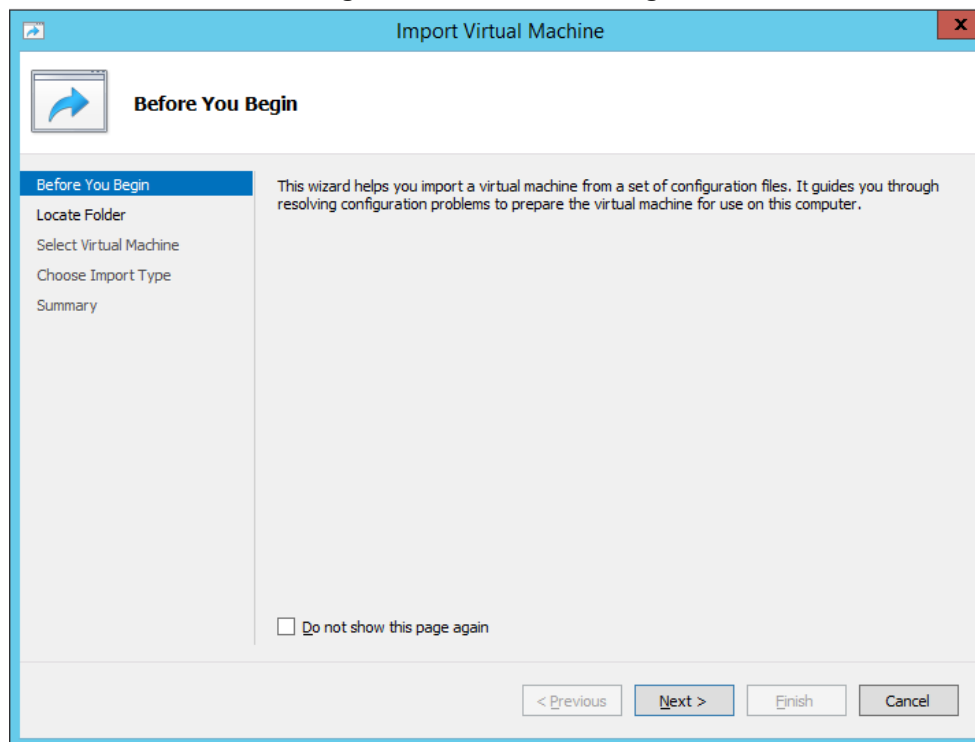 Import Virtual Machine
x
Before You Begin
Before You Begin
Locate Folder
Select Virtual Machine
Choose Import Type
Summary
This wizard helps you import a virtual machine from a set of configuration files. It guides you through
resolving configuration problems to prepare the virtual machine for use on this computer.
Do not show this page again
< Previous
Next >
Finish
Cancel